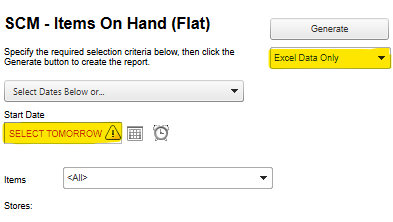 SCM - Items On Hand (Flat)
Generate
Specify the required selection criteria below, then click the
Generate button to create the report.
Excel Data Only
Select Dates Below or...
Start Date
SELECT TOMORROW
Items
<All>
Stores: